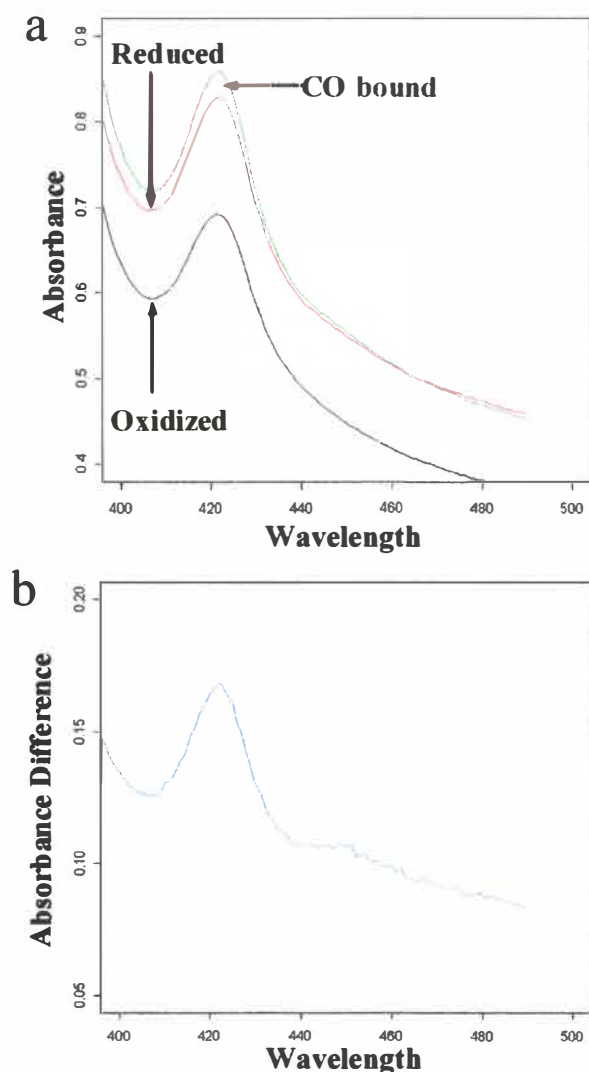 a
Reduced
CO bound
Oxidized
Absorbance
0.9
0.8
0.7
0.6
0.5
0.4
400 420 440 460 480 500
Wavelength
b
Absorbance Difference
0.20
0.15
0.10
0.05
400 420 440 460 480 500
Wavelength